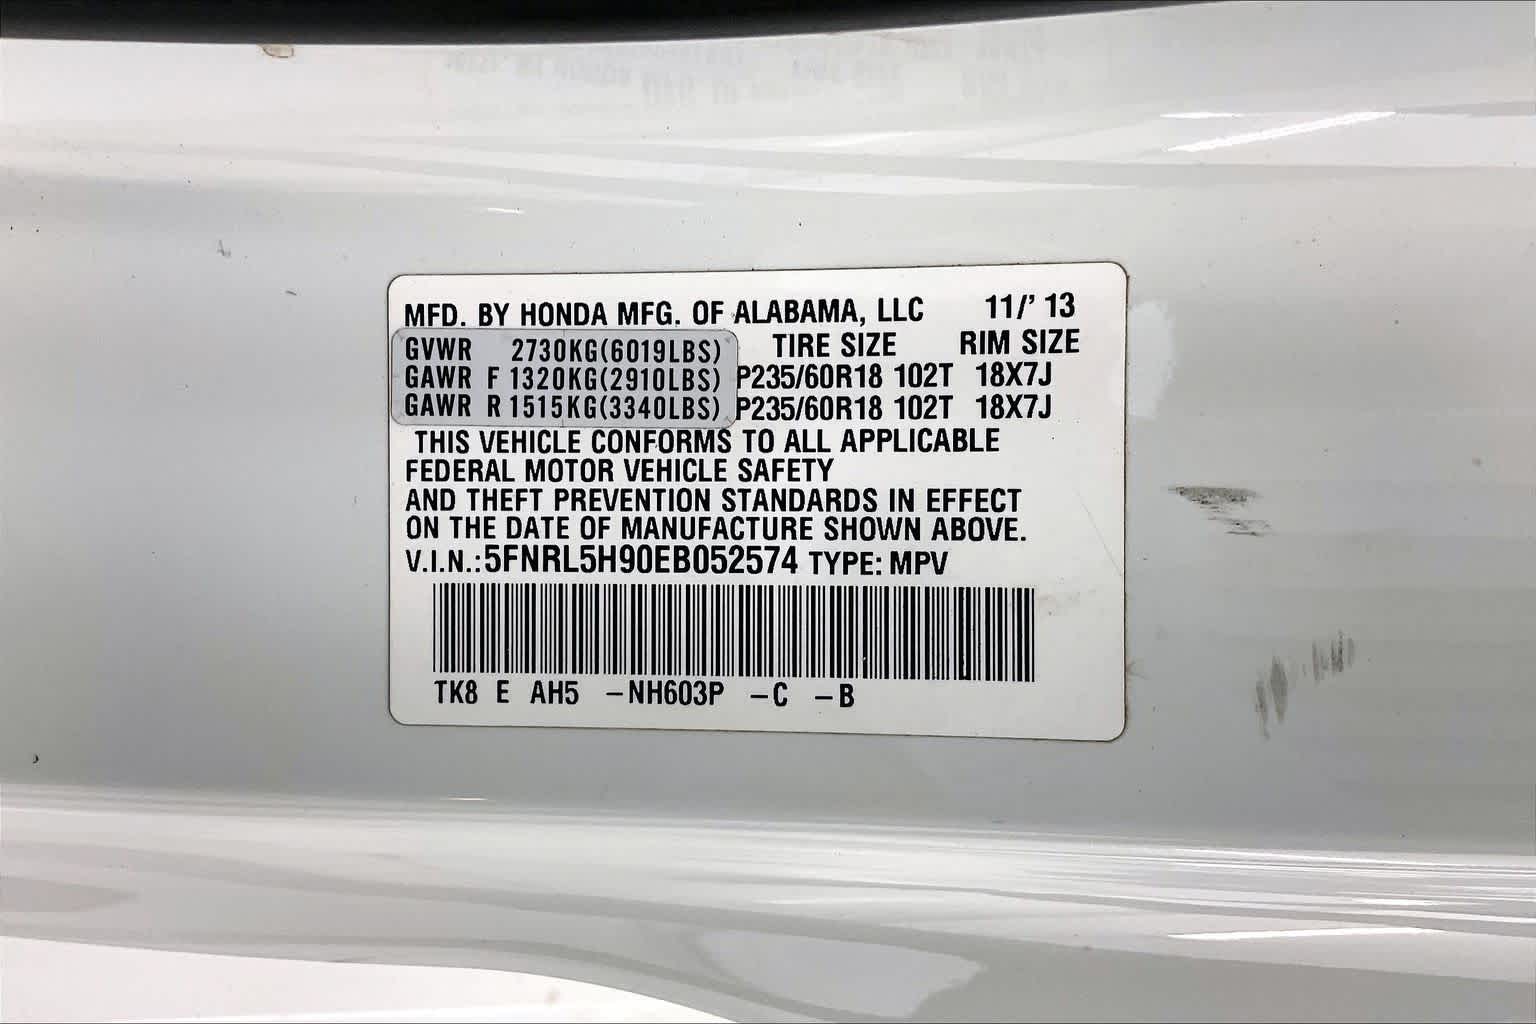 MFD. BY HONDA MFG. OF ALABAMA, LLC 11/' 13
GVWR 2730KG(6019LBS) TIRE SIZE RIM SIZE
GAWR F 1320KG(2910LBS) P235/60R18 102T 18X7J
GAWR R 1515KG(3340LBS) P235/60R18 102T 18X7J
THIS VEHICLE CONFORMS TO ALL APPLICABLE
FEDERAL MOTOR VEHICLE SAFETY
AND THEFT PREVENTION STANDARDS IN EFFECT
ON THE DATE OF MANUFACTURE SHOWN ABOVE.
V.I.N.:5FNRL5H90EB052574 TYPE: MPV
TK8 E AH5 –NH603P –C –B